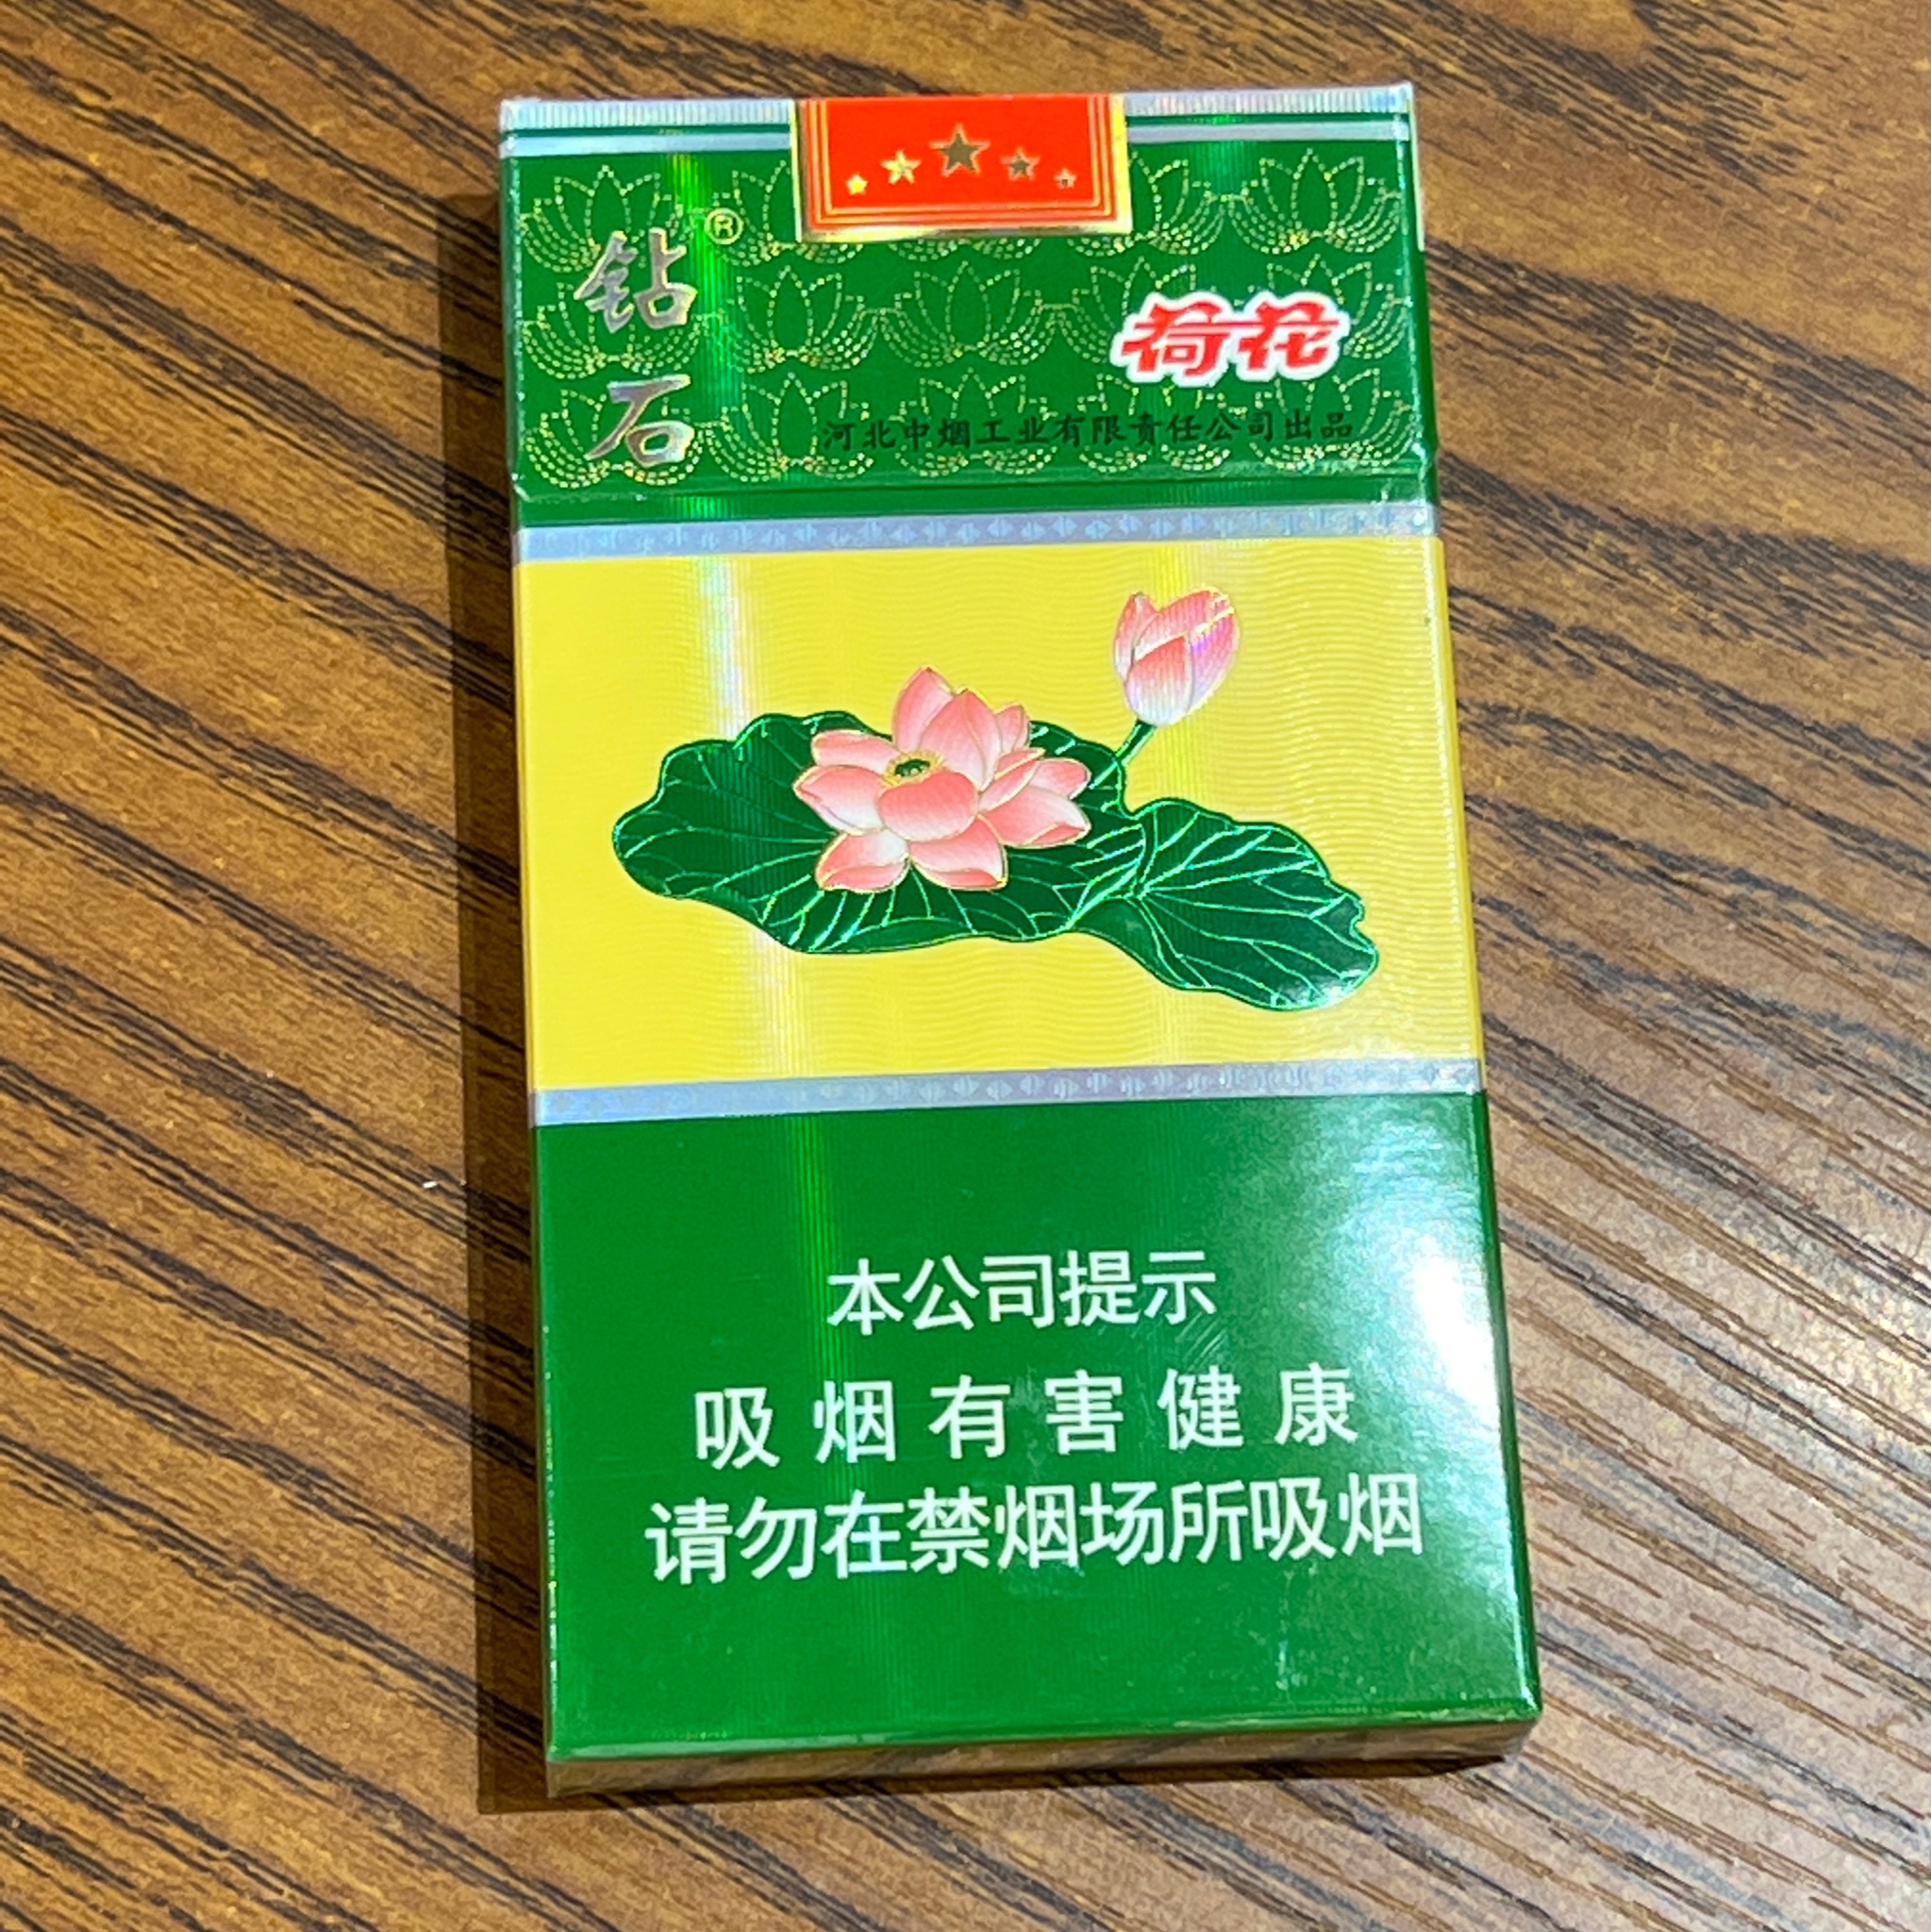 钻石®
荷花
河北中烟工业有限责任公司出品
本公司提示
吸烟有害健康
请勿在禁烟场所吸烟